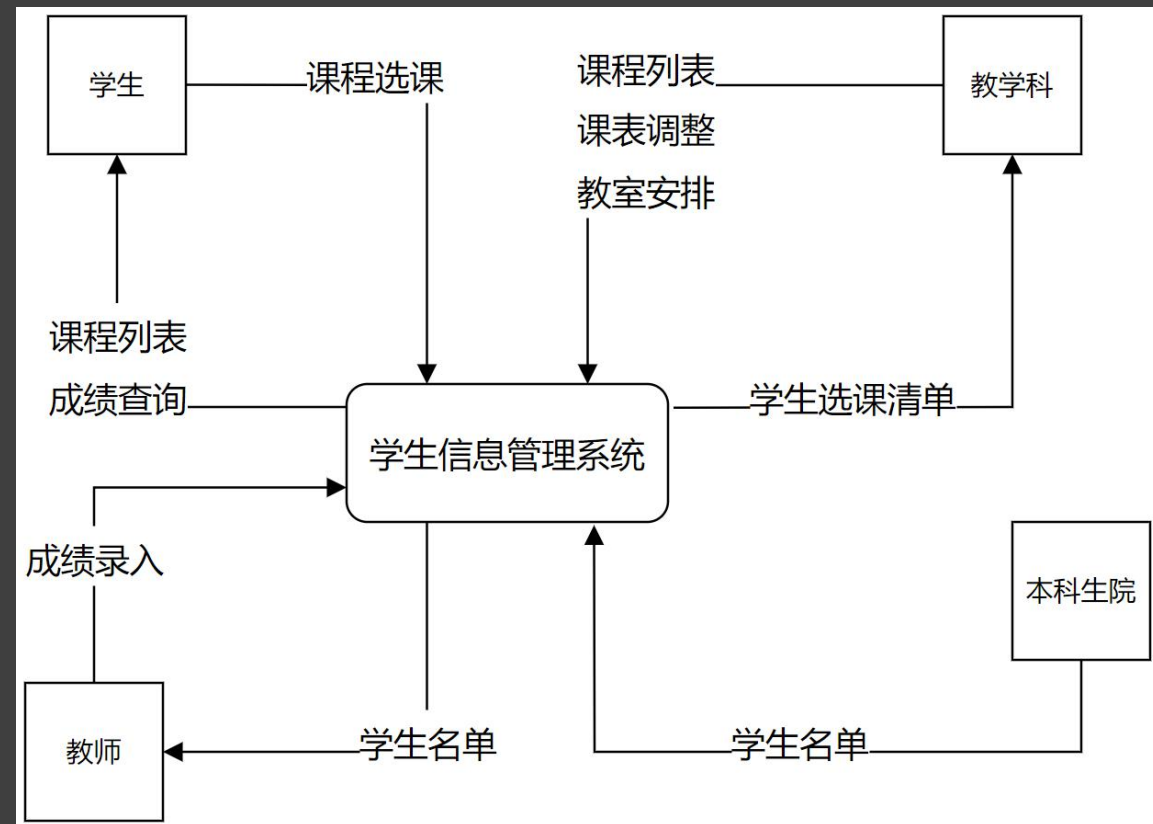 学生
课程选课
课程列表
课表调整
教室安排
教学科
课程列表
成绩查询
学生选课清单
学生信息管理系统
成绩录入
本科生院
教师
学生名单
学生名单